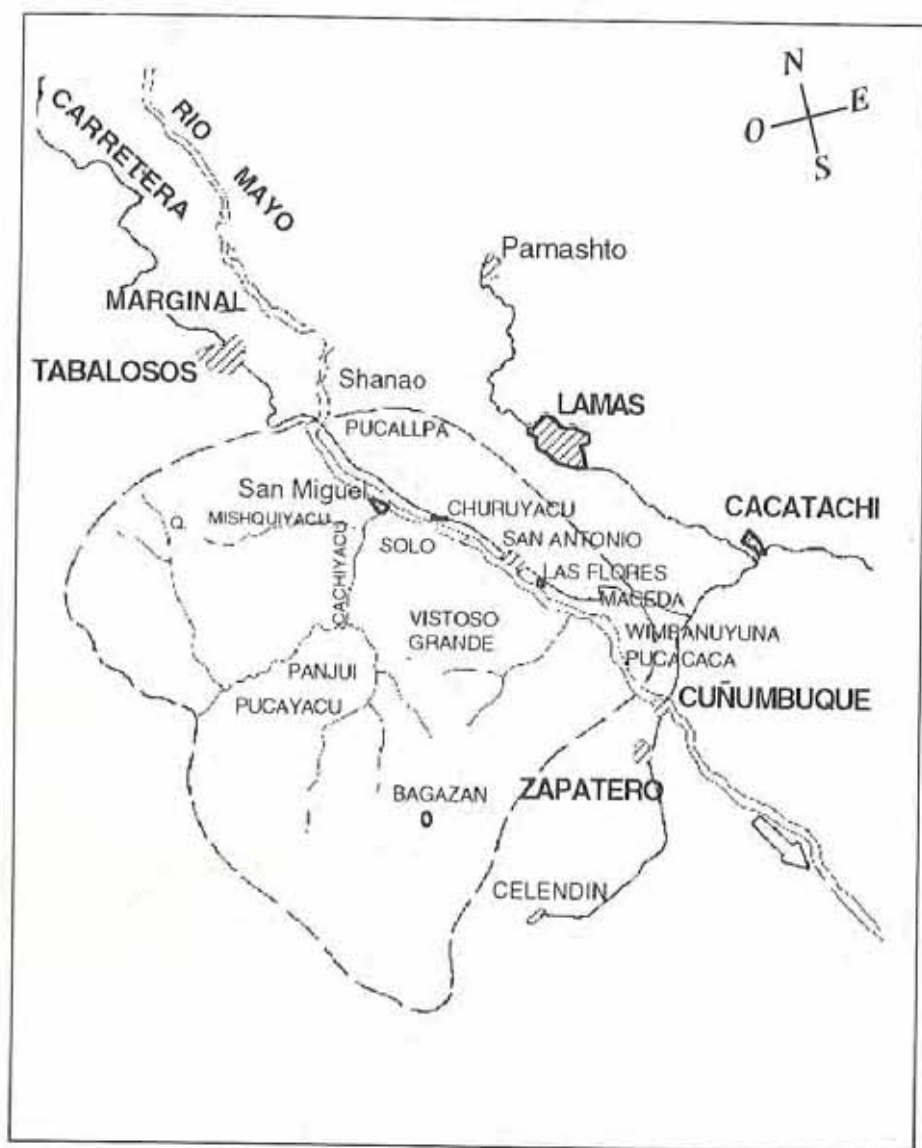 N
O E
S
CARRETERA
RIO
MAYO
Pamashto
MARGINAL
TABALOSOS
Shanao
LAMAS
PUCALLPA
San Miguel
CHURUYACU
CACATACHI
Q.
MISHQUIYACU
SOLO
SAN ANTONIO
CACHIYACU
LAS FLORES
MACEDA
VISTOSO
GRANDE
WIMBANUYUNA
PANJUI
PUCACACA
PUCAYACU
CUÑUMBUQUE
BAGAZAN
ZAPATERO
CELENDIN